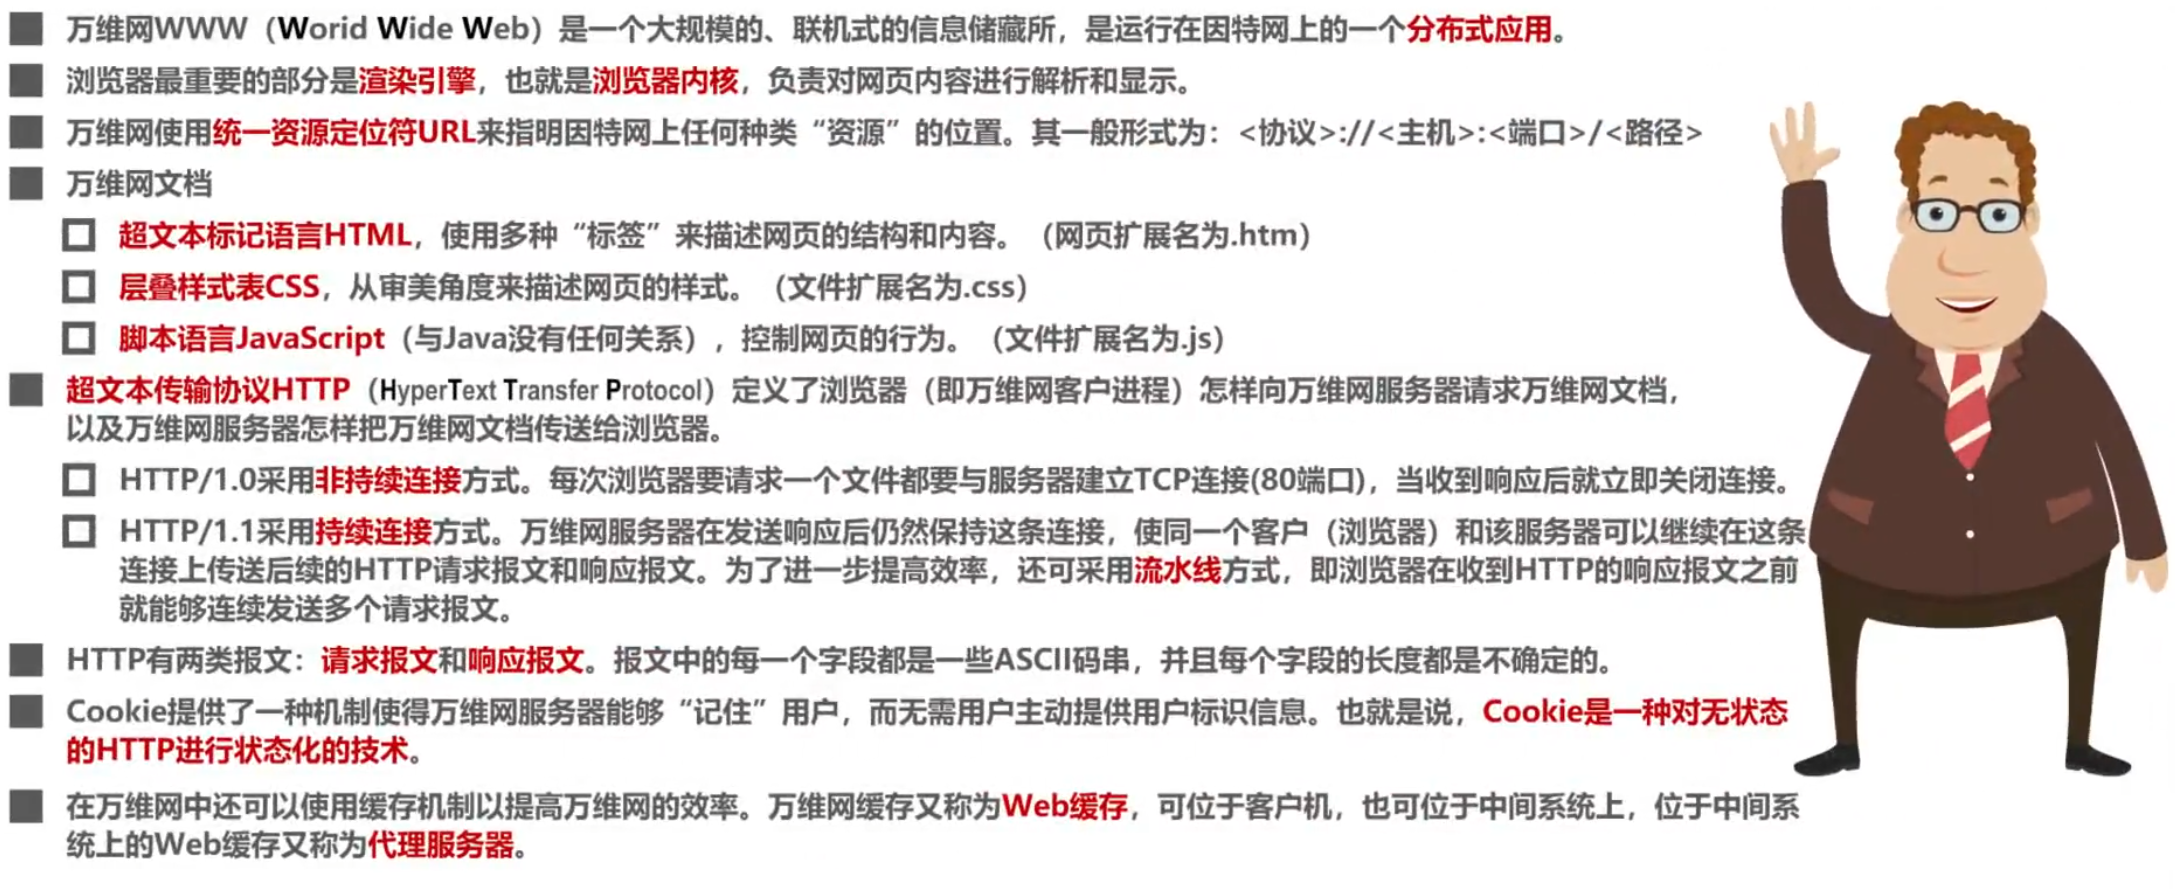 万维网WWW（Worid Wide Web）是一个大规模的、联机式的信息储藏所，是运行在因特网上的一个分布式应用。
浏览器最重要的部分是渲染引擎，也就是浏览器内核，负责对网页内容进行解析和显示。
万维网使用统一资源定位符URL来指明因特网上任何种类“资源”的位置。其一般形式为：<协议>://<主机>:<端口>/<路径>
万维网文档
超文本标记语言HTML，使用多种“标签”来描述网页的结构和内容。（网页扩展名为.htm）
层叠样式表CSS，从审美角度来描述网页的样式。（文件扩展名为.css）
脚本语言JavaScript（与Java没有任何关系），控制网页的行为。（文件扩展名为.js）
超文本传输协议HTTP（HyperText Transfer Protocol）定义了浏览器（即万维网客户进程）怎样向万维网服务器请求万维网文档，
以及万维网服务器怎样把万维网文档传送给浏览器。
HTTP/1.0采用非持续连接方式。每次浏览器要请求一个文件都要与服务器建立TCP连接(80端口)，当收到响应后就立即关闭连接。
HTTP/1.1采用持续连接方式。万维网服务器在发送响应后仍然保持这条连接，使同一个客户（浏览器）和该服务器可以继续在这条
连接上传送后续的HTTP请求报文和响应报文。为了进一步提高效率，还可采用流水线方式，即浏览器在收到HTTP的响应报文之前
就能够连续发送多个请求报文。
HTTP有两类报文：请求报文和响应报文。报文中的每一个字段都是一些ASCII码串，并且每个字段的长度都是不确定的。
Cookie提供了一种机制使得万维网服务器能够“记住”用户，而无需用户主动提供用户标识信息。也就是说，Cookie是一种对无状态
的HTTP进行状态化的技术。
在万维网中还可以使用缓存机制以提高万维网的效率。万维网缓存又称为Web缓存，可位于客户机，也可位于中间系统上，位于中间系
统上的Web缓存又称为代理服务器。